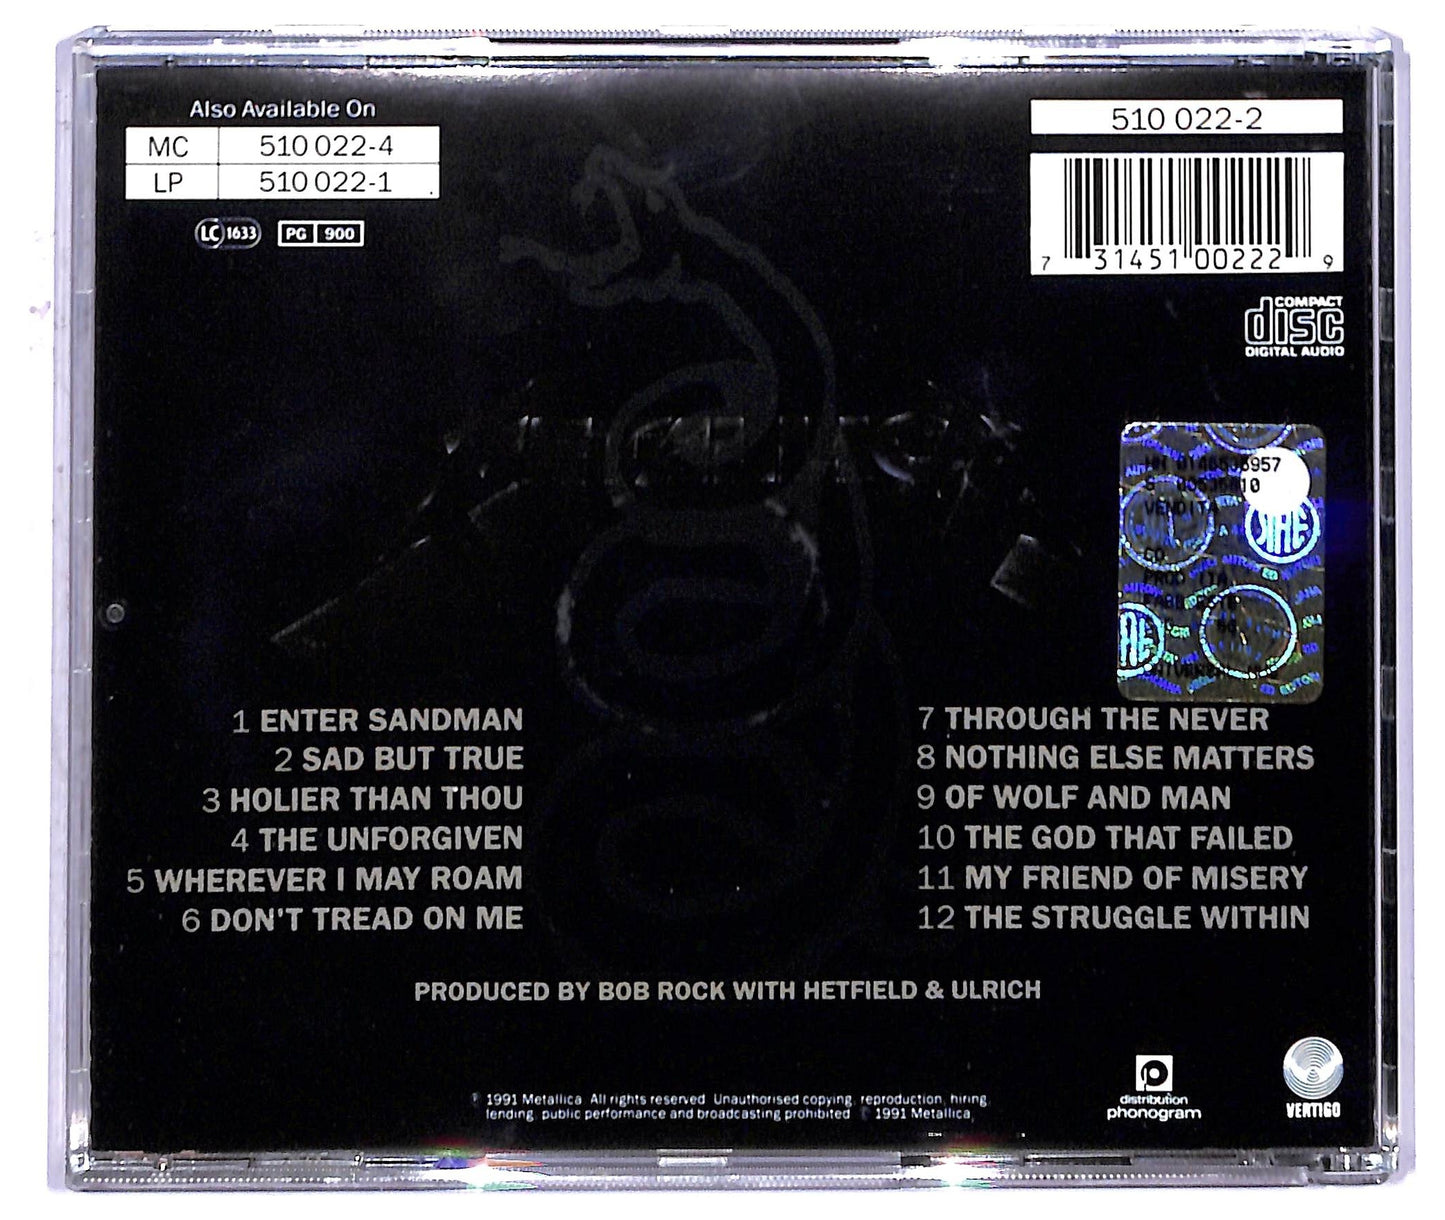 Also Available On
MC 510 022-4
LP 510 022-1
LC 1633 PG 900
510 022-2
7 31451 00222 9
COMPACT
disc
DIGITAL AUDIO
VENDITA
1 ENTER SANDMAN
2 SAD BUT TRUE
3 HOLIER THAN THOU
4 THE UNFORGIVEN
5 WHEREVER I MAY ROAM
6 DON'T TREAD ON ME
7 THROUGH THE NEVER
8 NOTHING ELSE MATTERS
9 OF WOLF AND MAN
10 THE GOD THAT FAILED
11 MY FRIEND OF MISERY
12 THE STRUGGLE WITHIN
PRODUCED BY BOB ROCK WITH HETFIELD & ULRICH
℗ 1991 Metallica. All rights reserved. Unauthorised copying, reproduction, hiring,
lending, public performance and broadcasting prohibited. © 1991 Metallica.
distribution
phonogram
VERTIGO